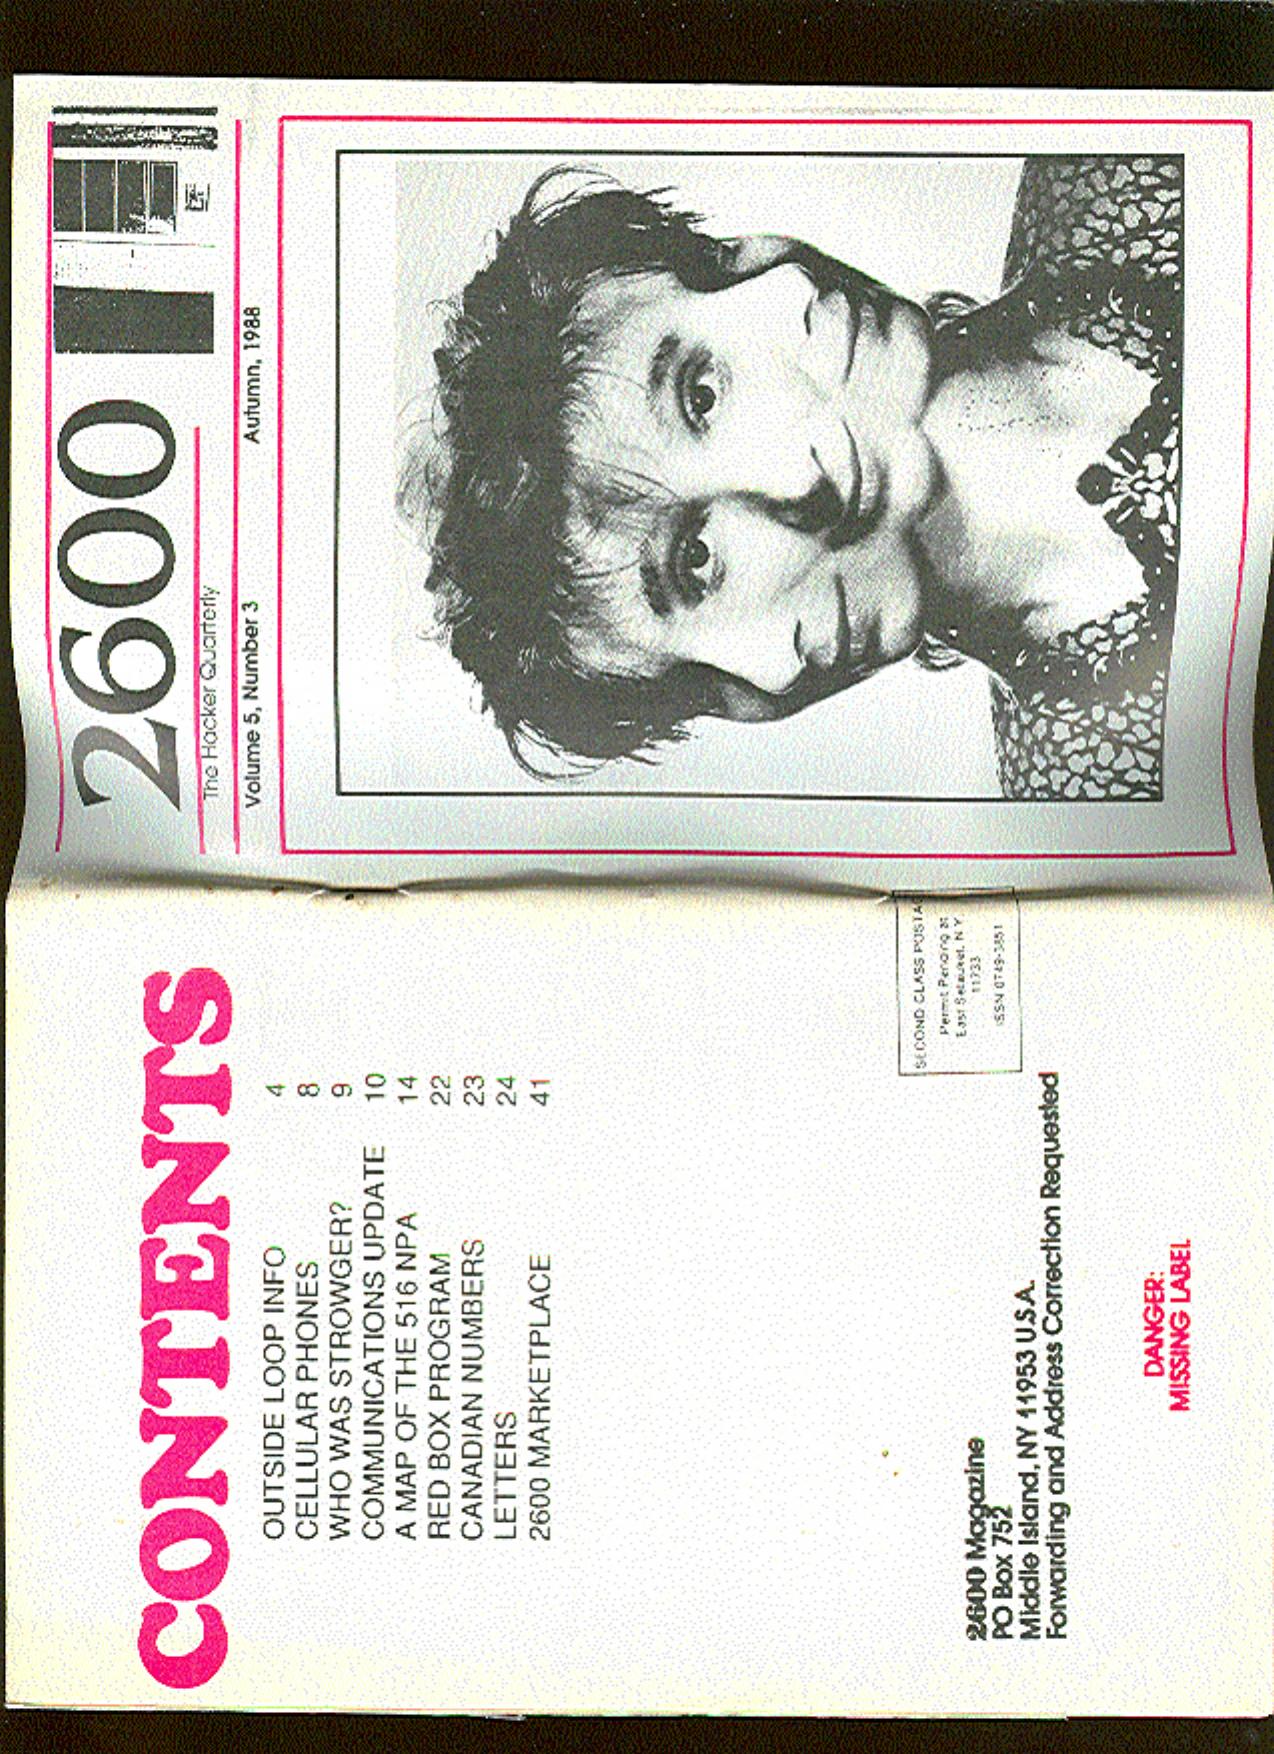 2600
The Hacker Quarterly
Volume 5, Number 3 Autumn, 1988
CONTENTS
OUTSIDE LOOP INFO 4
CELLULAR PHONES 8
WHO WAS STROWGER? 9
COMMUNICATIONS UPDATE 10
A MAP OF THE 516 NPA 14
RED BOX PROGRAM 22
CANADIAN NUMBERS 23
LETTERS 24
2600 MARKETPLACE 41
SECOND CLASS POSTAG
Permit Pending at
East Setauket, N Y
11733
ISSN 0749-3851
2600 Magazine
PO Box 752
Middle Island, NY 11953 U.S.A.
Forwarding and Address Correction Requested
DANGER:
MISSING LABEL